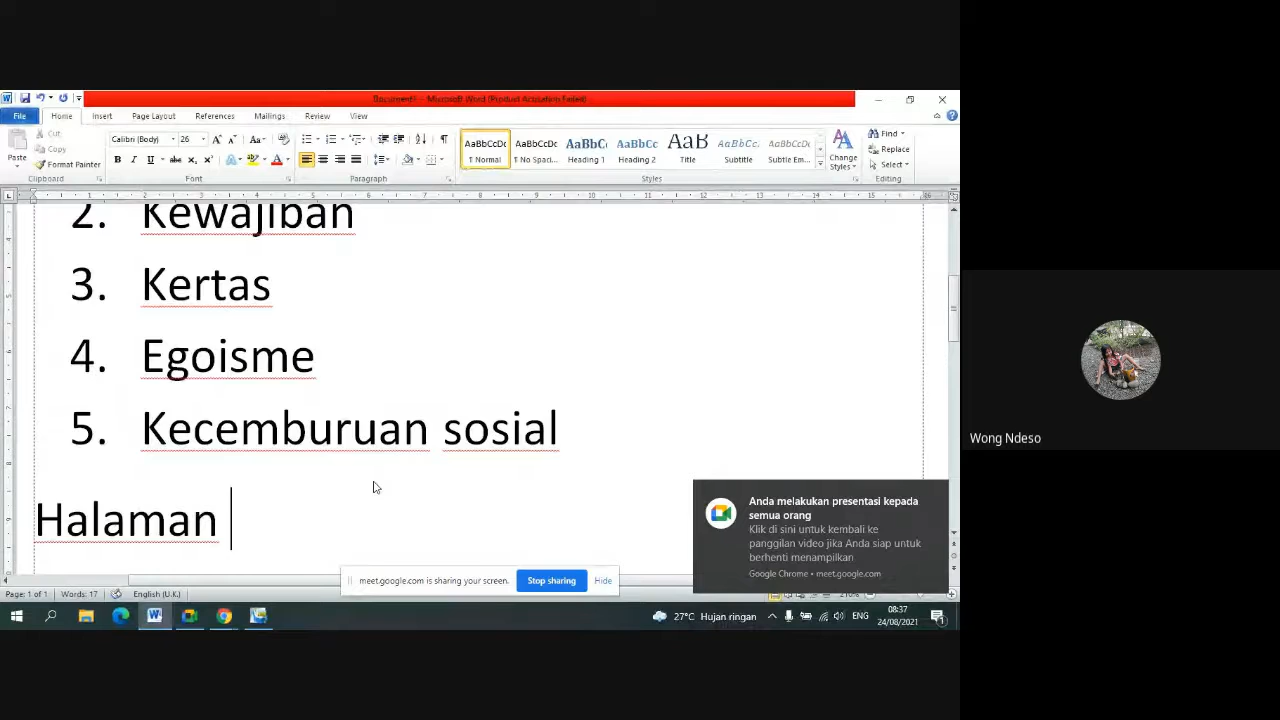 Document1 - Microsoft Word (Product Activation Failed)
File Home Insert Page Layout References Mailings Review View
Cut
Copy
Paste
Format Painter
Clipboard
Calibri (Body) 26
Font
Paragraph
AaBbCcDc AaBbCcDc AaBbCc AaBbCc AaB AaBbCc. AaBbCcDc
¶ Normal ¶ No Spaci... Heading 1 Heading 2 Title Subtitle Subtle Em...
Styles
Change Styles
Find
Replace
Select
Editing
2. Kewajiban
3. Kertas
4. Egoisme
5. Kecemburuan sosial
Halaman
Anda melakukan presentasi kepada
semua orang
Klik di sini untuk kembali ke
panggilan video jika Anda siap untuk
berhenti menampilkan
Google Chrome • meet.google.com
meet.google.com is sharing your screen. Stop sharing Hide
Page: 1 of 1 Words: 17 English (U.K.) 210%
27°C Hujan ringan ENG 08:37
24/08/2021
Wong Ndeso